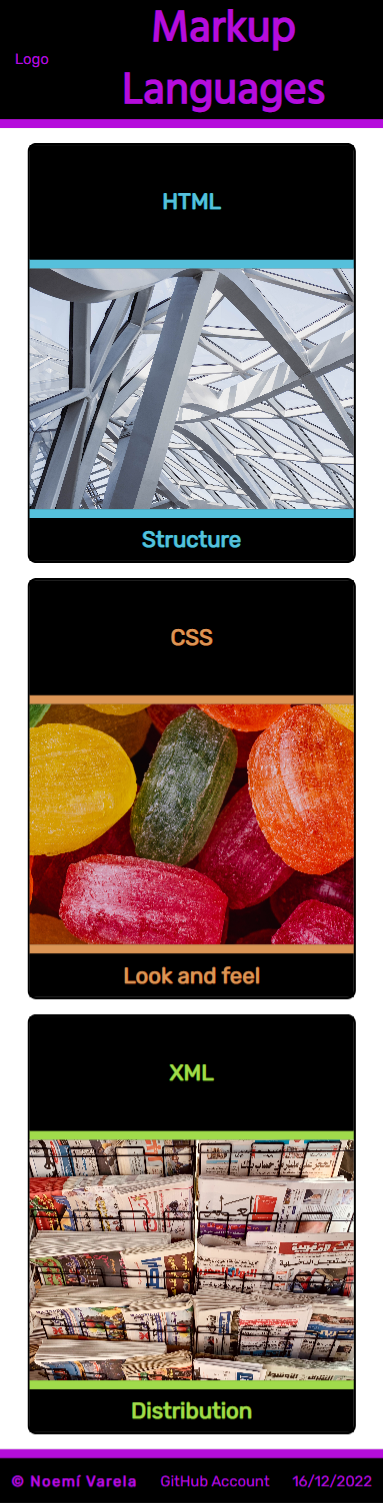 Logo
Markup
Languages
HTML
Structure
CSS
Look and feel
XML
Distribution
© Noemí Varela GitHub Account 16/12/2022